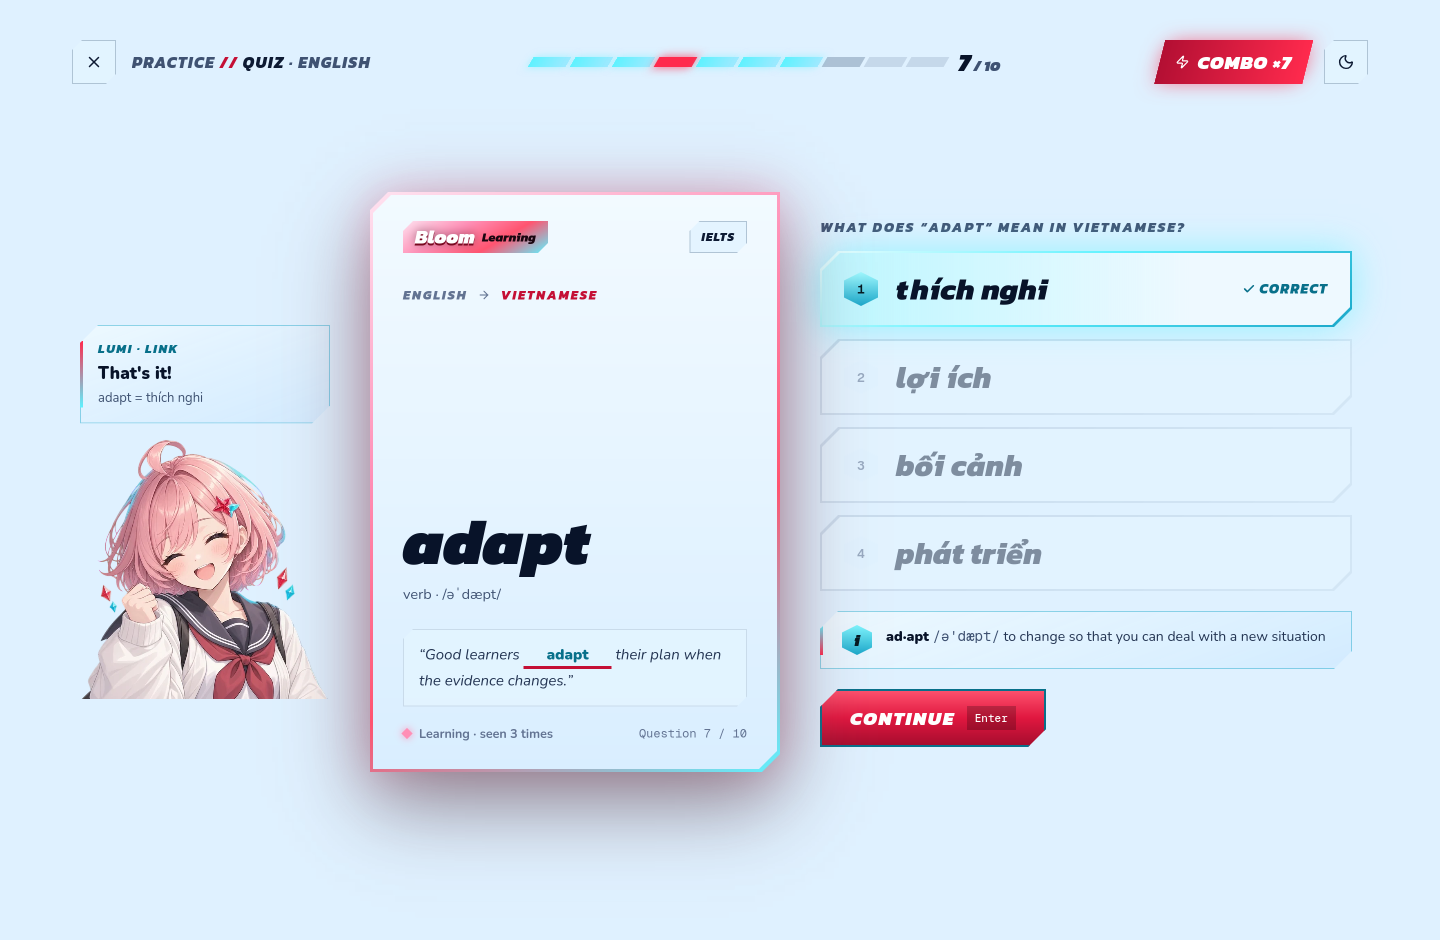 PRACTICE // QUIZ · ENGLISH
7 / 10
COMBO ×7
LUMI · LINK
That's it!
adapt = thích nghi
Bloom Learning
IELTS
ENGLISH → VIETNAMESE
adapt
verb · /əˈdæpt/
“Good learners adapt their plan when
the evidence changes.”
Learning · seen 3 times
Question 7 / 10
WHAT DOES “ADAPT” MEAN IN VIETNAMESE?
1 thích nghi ✓ CORRECT
2 lợi ích
3 bối cảnh
4 phát triển
i ad·apt /ə'dæpt/ to change so that you can deal with a new situation
CONTINUE Enter